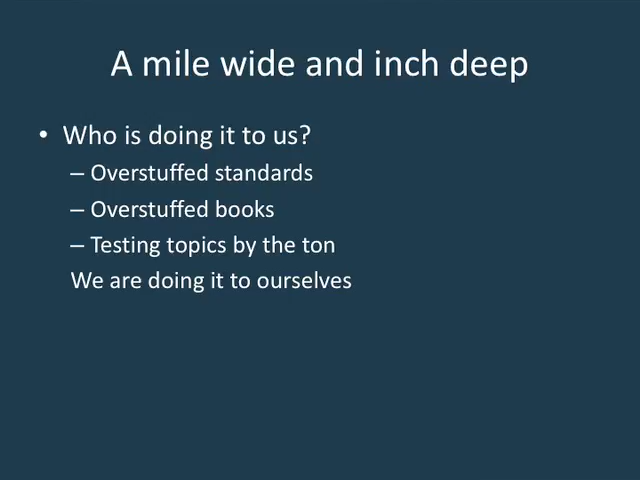 A mile wide and inch deep
• Who is doing it to us?
– Overstuffed standards
– Overstuffed books
– Testing topics by the ton
We are doing it to ourselves